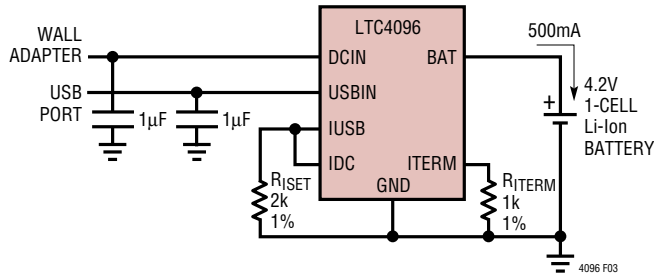 LTC4096
500mA
WALL
ADAPTER
DCIN
BAT
USB
PORT
USBIN
4.2V
1-CELL
Li-Ion
BATTERY
+
1µF
1µF
IUSB
IDC
ITERM
GND
RISET
2k
1%
RITERM
1k
1%
4096 F03